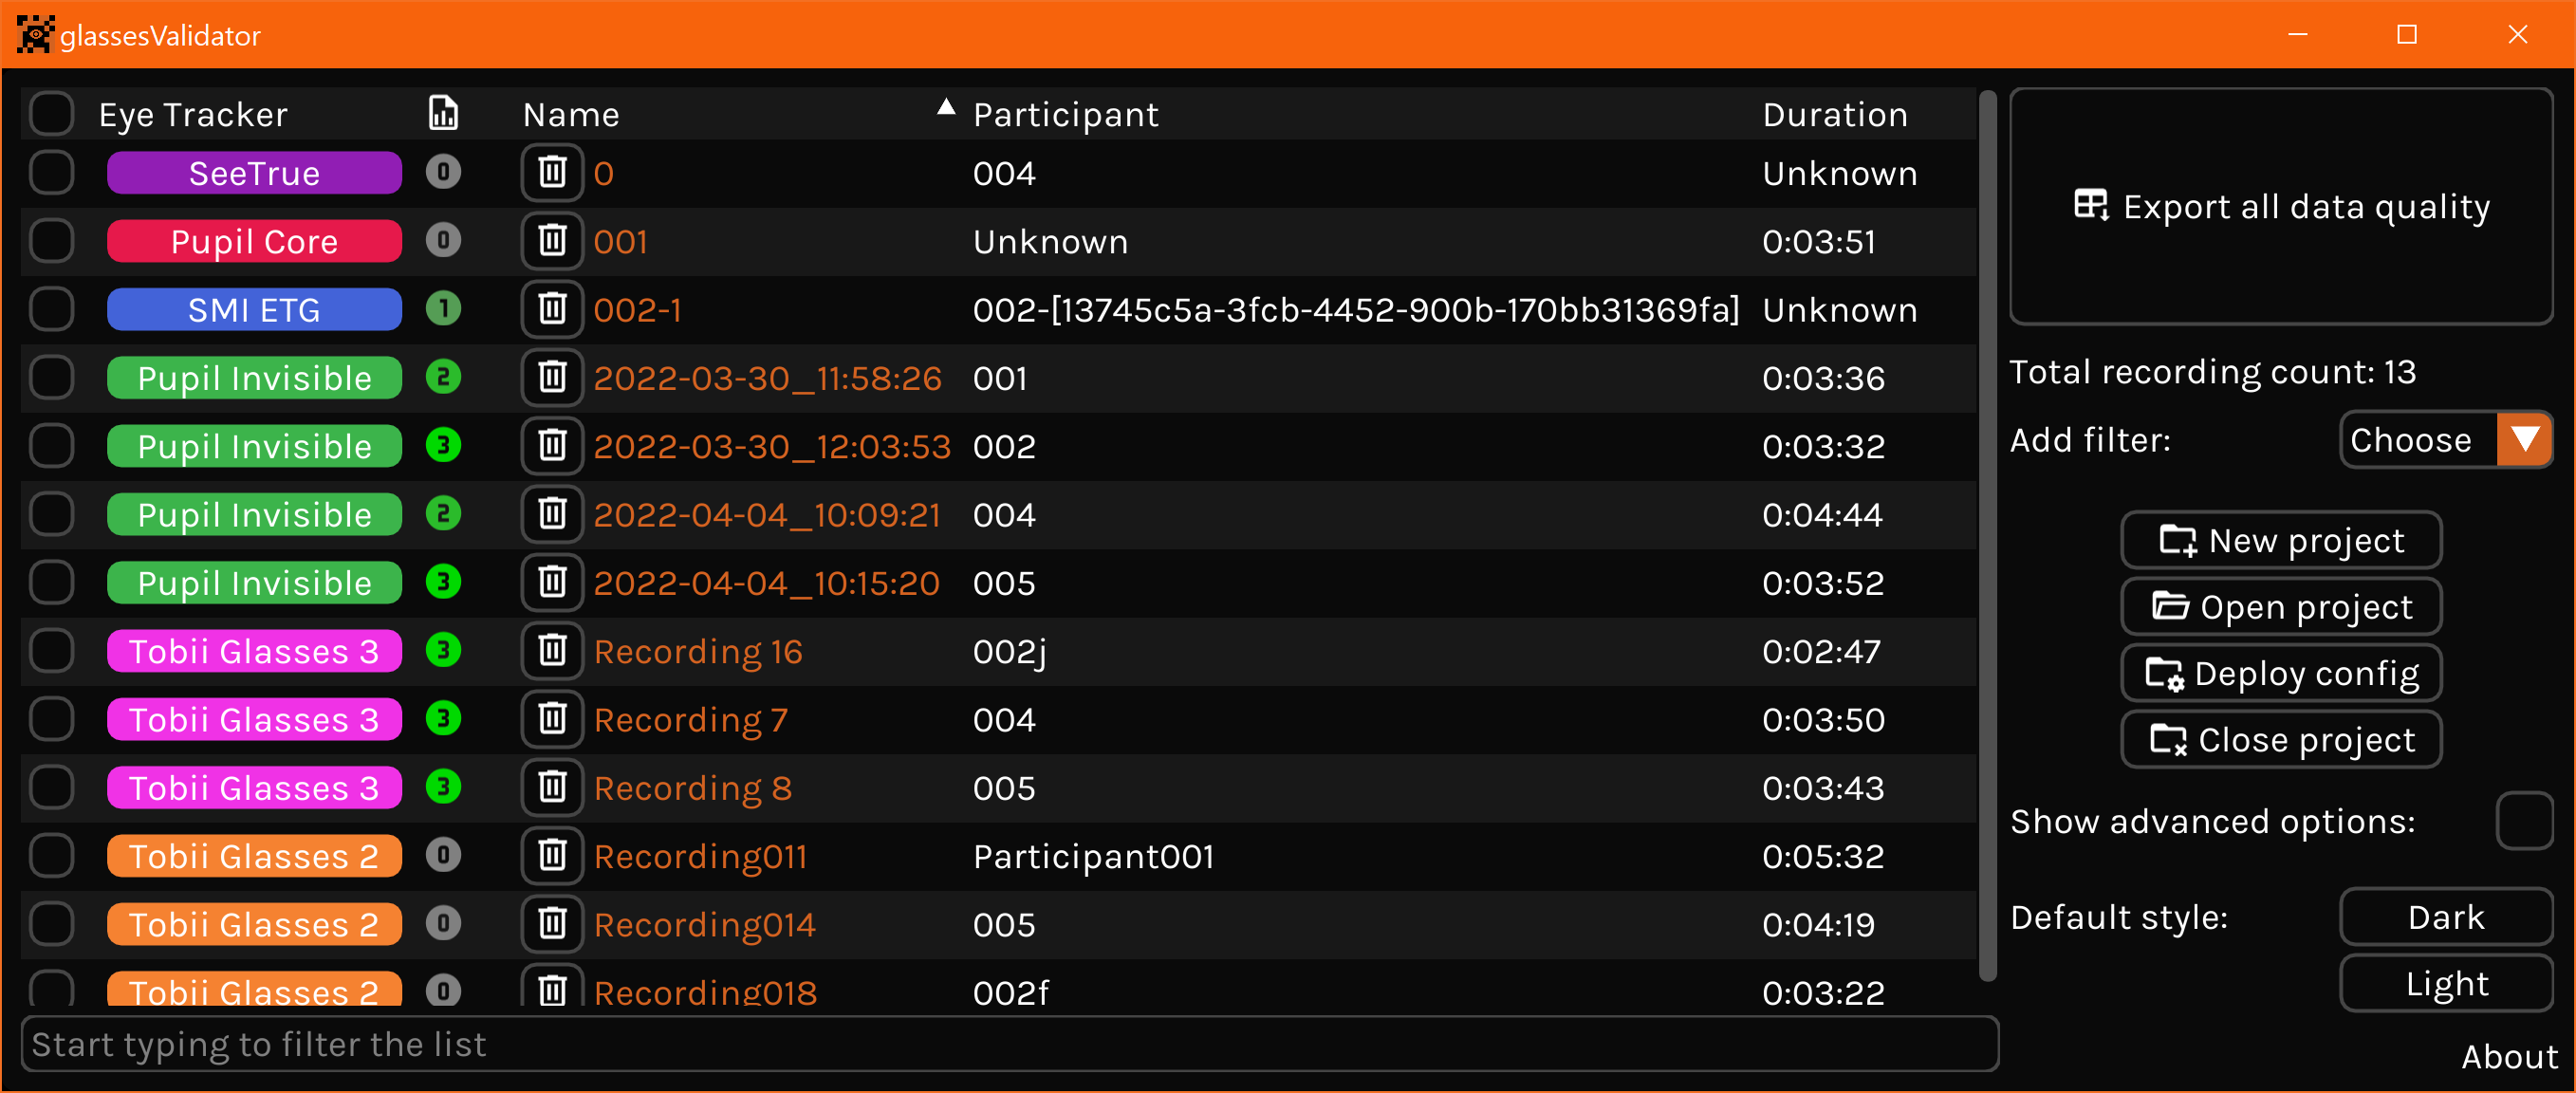 glassesValidator
Eye Tracker Name Participant Duration
SeeTrue 0 0 004 Unknown
Pupil Core 0 001 Unknown 0:03:51
SMI ETG 1 002-1 002-[13745c5a-3fcb-4452-900b-170bb31369fa] Unknown
Pupil Invisible 2 2022-03-30_11:58:26 001 0:03:36
Pupil Invisible 3 2022-03-30_12:03:53 002 0:03:32
Pupil Invisible 2 2022-04-04_10:09:21 004 0:04:44
Pupil Invisible 3 2022-04-04_10:15:20 005 0:03:52
Tobii Glasses 3 3 Recording 16 002j 0:02:47
Tobii Glasses 3 3 Recording 7 004 0:03:50
Tobii Glasses 3 3 Recording 8 005 0:03:43
Tobii Glasses 2 0 Recording011 Participant001 0:05:32
Tobii Glasses 2 0 Recording014 005 0:04:19
Tobii Glasses 2 0 Recording018 002f 0:03:22
Start typing to filter the list
Export all data quality
Total recording count: 13
Add filter: Choose
New project
Open project
Deploy config
Close project
Show advanced options:
Default style: Dark
Light
About